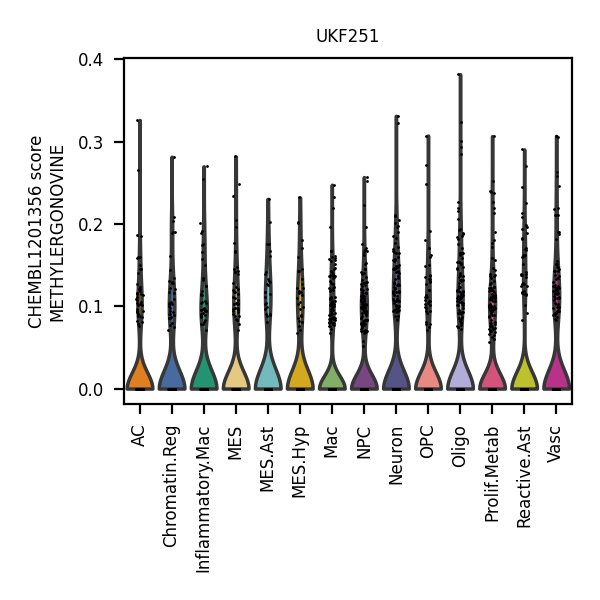 UKF251
CHEMBL1201356 score
METHYLERGONOVINE
0.4
0.3
0.2
0.1
0.0
AC
Chromatin.Reg
Inflammatory.Mac
MES
MES.Ast
MES.Hyp
Mac
NPC
Neuron
OPC
Oligo
Prolif.Metab
Reactive.Ast
Vasc